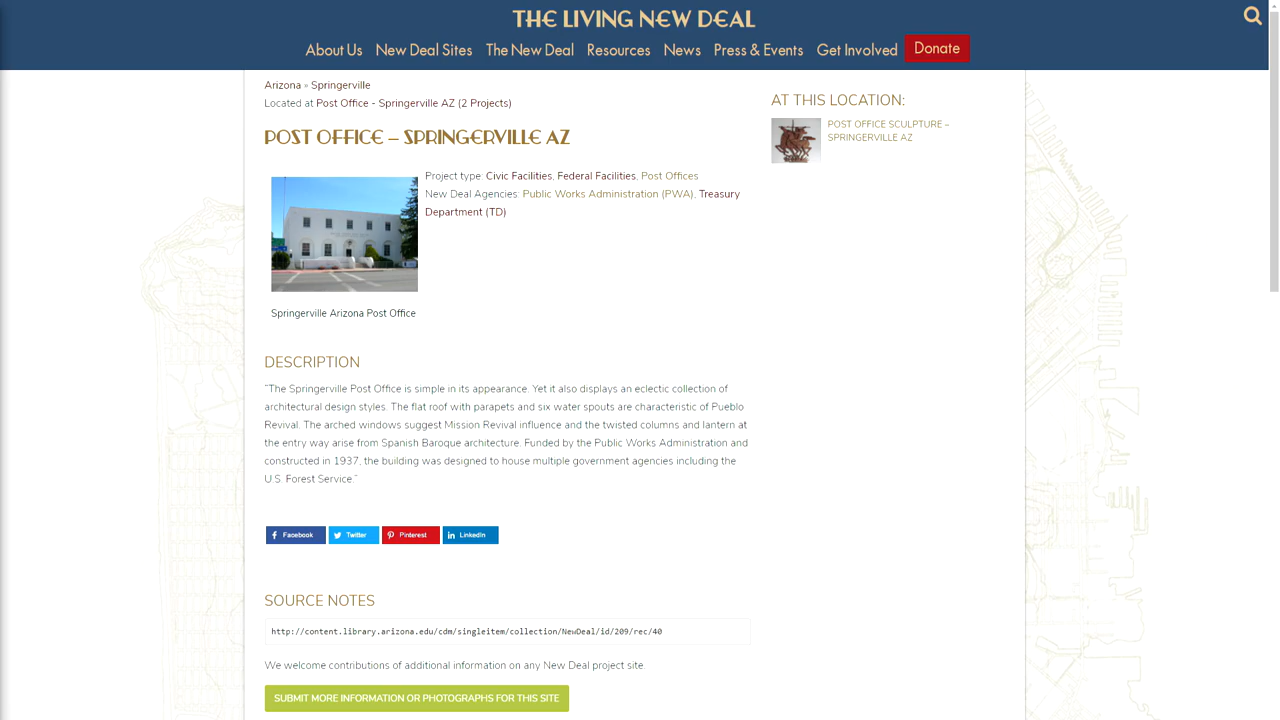 THE LIVING NEW DEAL
About Us New Deal Sites The New Deal Resources News Press & Events Get Involved Donate
Arizona » Springerville
Located at Post Office - Springerville AZ (2 Projects)
POST OFFICE – SPRINGERVILLE AZ
Project type: Civic Facilities, Federal Facilities, Post Offices
New Deal Agencies: Public Works Administration (PWA), Treasury
Department (TD)
Springerville Arizona Post Office
DESCRIPTION
"The Springerville Post Office is simple in its appearance. Yet it also displays an eclectic collection of
architectural design styles. The flat roof with parapets and six water spouts are characteristic of Pueblo
Revival. The arched windows suggest Mission Revival influence and the twisted columns and lantern at
the entry way arise from Spanish Baroque architecture. Funded by the Public Works Administration and
constructed in 1937, the building was designed to house multiple government agencies including the
U.S. Forest Service."
Facebook Twitter Pinterest LinkedIn
SOURCE NOTES
http://content.library.arizona.edu/cdm/singleitem/collection/NewDeal/id/209/rec/40
We welcome contributions of additional information on any New Deal project site.
SUBMIT MORE INFORMATION OR PHOTOGRAPHS FOR THIS SITE
AT THIS LOCATION:
POST OFFICE SCULPTURE –
SPRINGERVILLE AZ